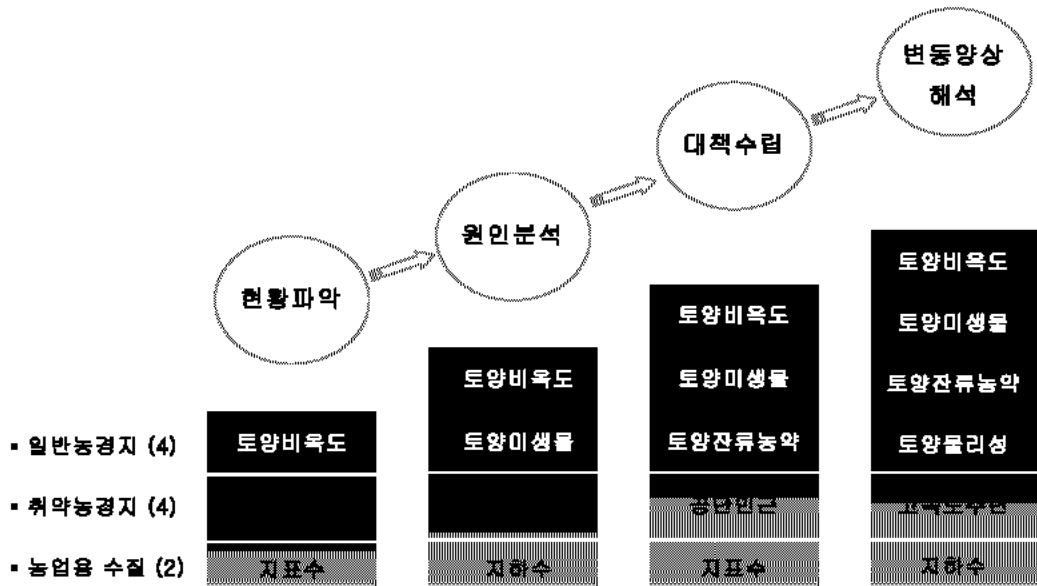 변동양상
해석
대책수립
원인분석
현황파악
토양비옥도
토양미생물
토양잔류농약
토양물리성
토양비옥도
토양미생물
토양잔류농약
토양비옥도
토양미생물
▪ 일반농경지 (4) 토양비옥도
▪ 취약농경지 (4)
▪ 농업용 수질 (2) 지표수 지하수 지표수 지하수